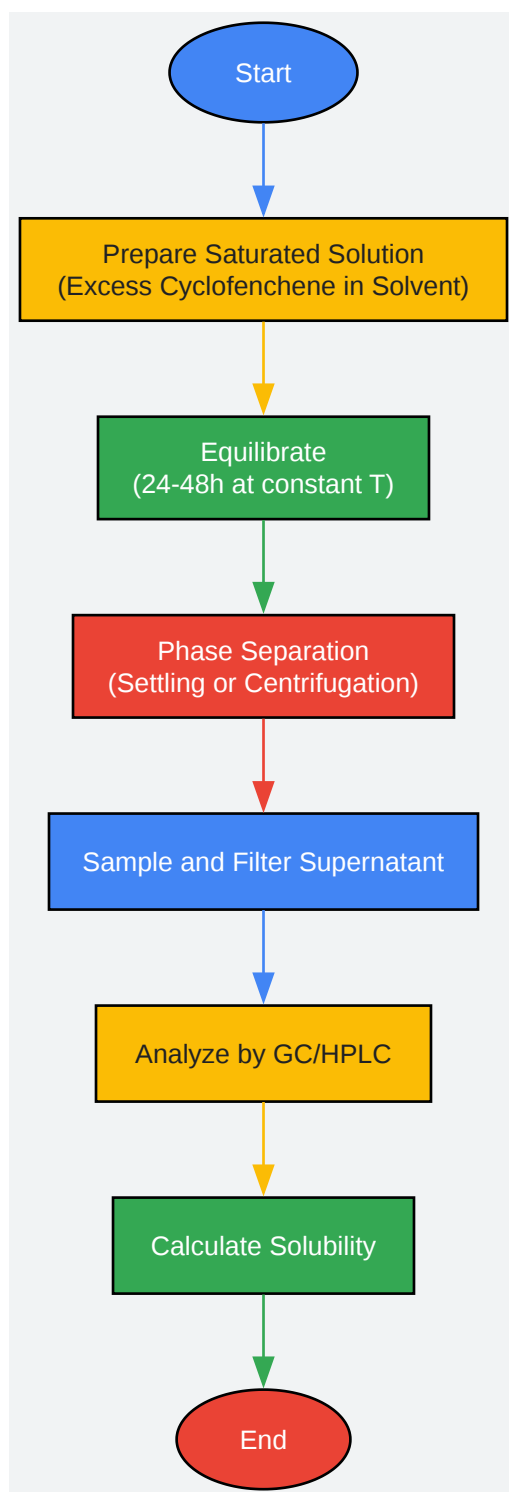 Start
Prepare Saturated Solution
(Excess Cyclofenchene in Solvent)
Equilibrate
(24-48h at constant T)
Phase Separation
(Settling or Centrifugation)
Sample and Filter Supernatant
Analyze by GC/HPLC
Calculate Solubility
End